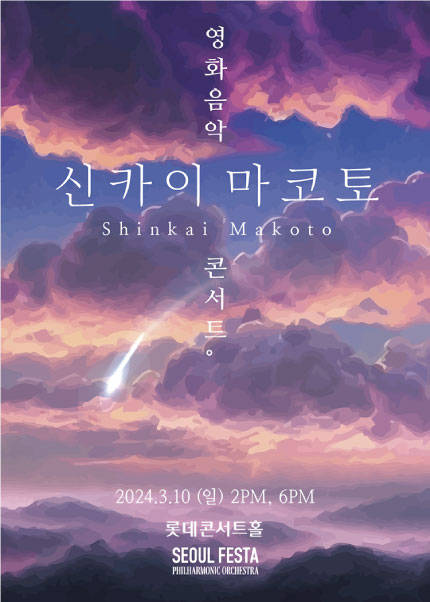 영화음악
신카이 마코토
Shinkai Makoto
콘서트。
2024.3.10 (일) 2PM, 6PM
롯데콘서트홀
SEOUL FESTA
PHILHARMONIC ORCHESTRA